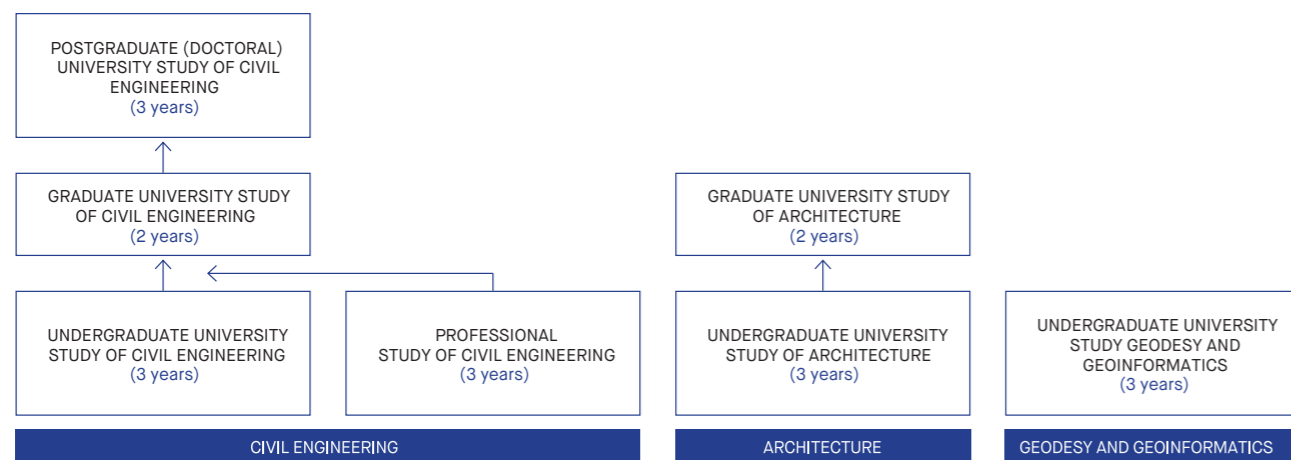 POSTGRADUATE (DOCTORAL)
UNIVERSITY STUDY OF CIVIL
ENGINEERING
(3 years)
GRADUATE UNIVERSITY STUDY
OF CIVIL ENGINEERING
(2 years)
GRADUATE UNIVERSITY STUDY
OF ARCHITECTURE
(2 years)
UNDERGRADUATE UNIVERSITY
STUDY OF CIVIL ENGINEERING
(3 years)
PROFESSIONAL
STUDY OF CIVIL ENGINEERING
(3 years)
UNDERGRADUATE UNIVERSITY
STUDY OF ARCHITECTURE
(3 years)
UNDERGRADUATE UNIVERSITY
STUDY GEODESY AND
GEOINFORMATICS
(3 years)
CIVIL ENGINEERING
ARCHITECTURE
GEODESY AND GEOINFORMATICS